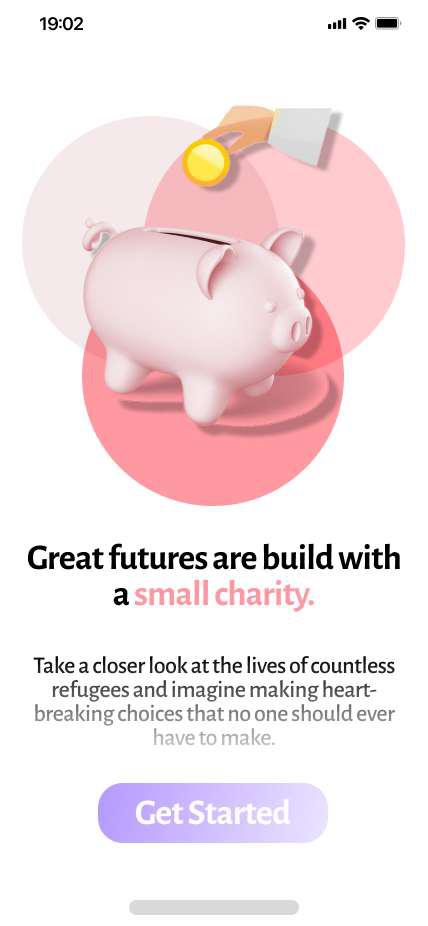 19:02
Great futures are build with
a small charity.
Take a closer look at the lives of countless
refugees and imagine making heart-
breaking choices that no one should ever
have to make.
Get Started